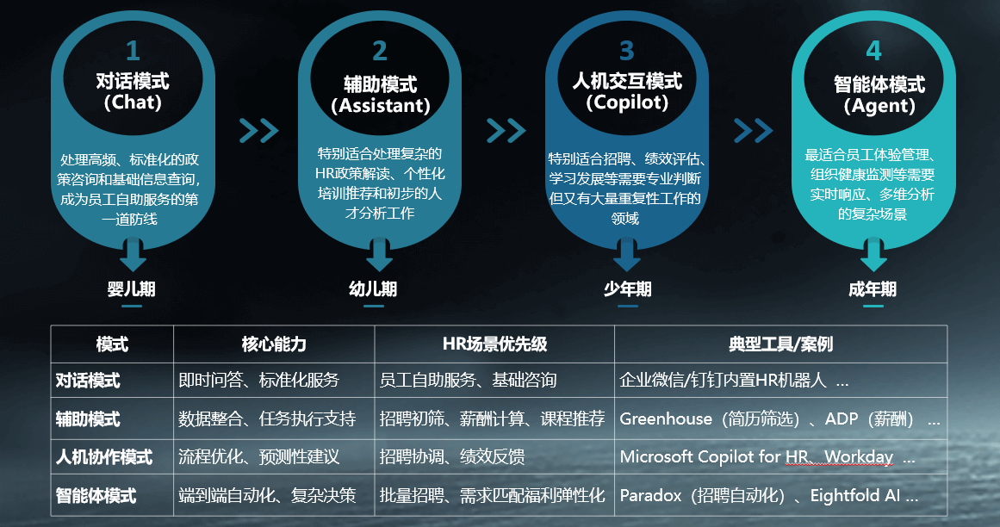 1
对话模式
(Chat)
处理高频、标准化的政
策咨询和基础信息查询，
成为员工自助服务的第
一道防线
婴儿期
2
辅助模式
(Assistant)
特别适合处理复杂的
HR政策解读、个性化
培训推荐和初步的人
才分析工作
幼儿期
3
人机交互模式
(Copilot)
特别适合招聘、绩效评估、
学习发展等需要专业判断
但又有大量重复性工作的
领域
少年期
4
智能体模式
(Agent)
最适合员工体验管理、
组织健康监测等需要
实时响应、多维分析
的复杂场景
成年期
模式 核心能力 HR场景优先级 典型工具/案例
对话模式 即时问答、标准化服务 员工自助服务、基础咨询 企业微信/钉钉内置HR机器人 ...
辅助模式 数据整合、任务执行支持 招聘初筛、薪酬计算、课程推荐 Greenhouse（简历筛选）、ADP（薪酬） ...
人机协作模式 流程优化、预测性建议 招聘协调、绩效反馈 Microsoft Copilot for HR、Workday ...
智能体模式 端到端自动化、复杂决策 批量招聘、需求匹配福利弹性化 Paradox（招聘自动化）、Eightfold AI ...